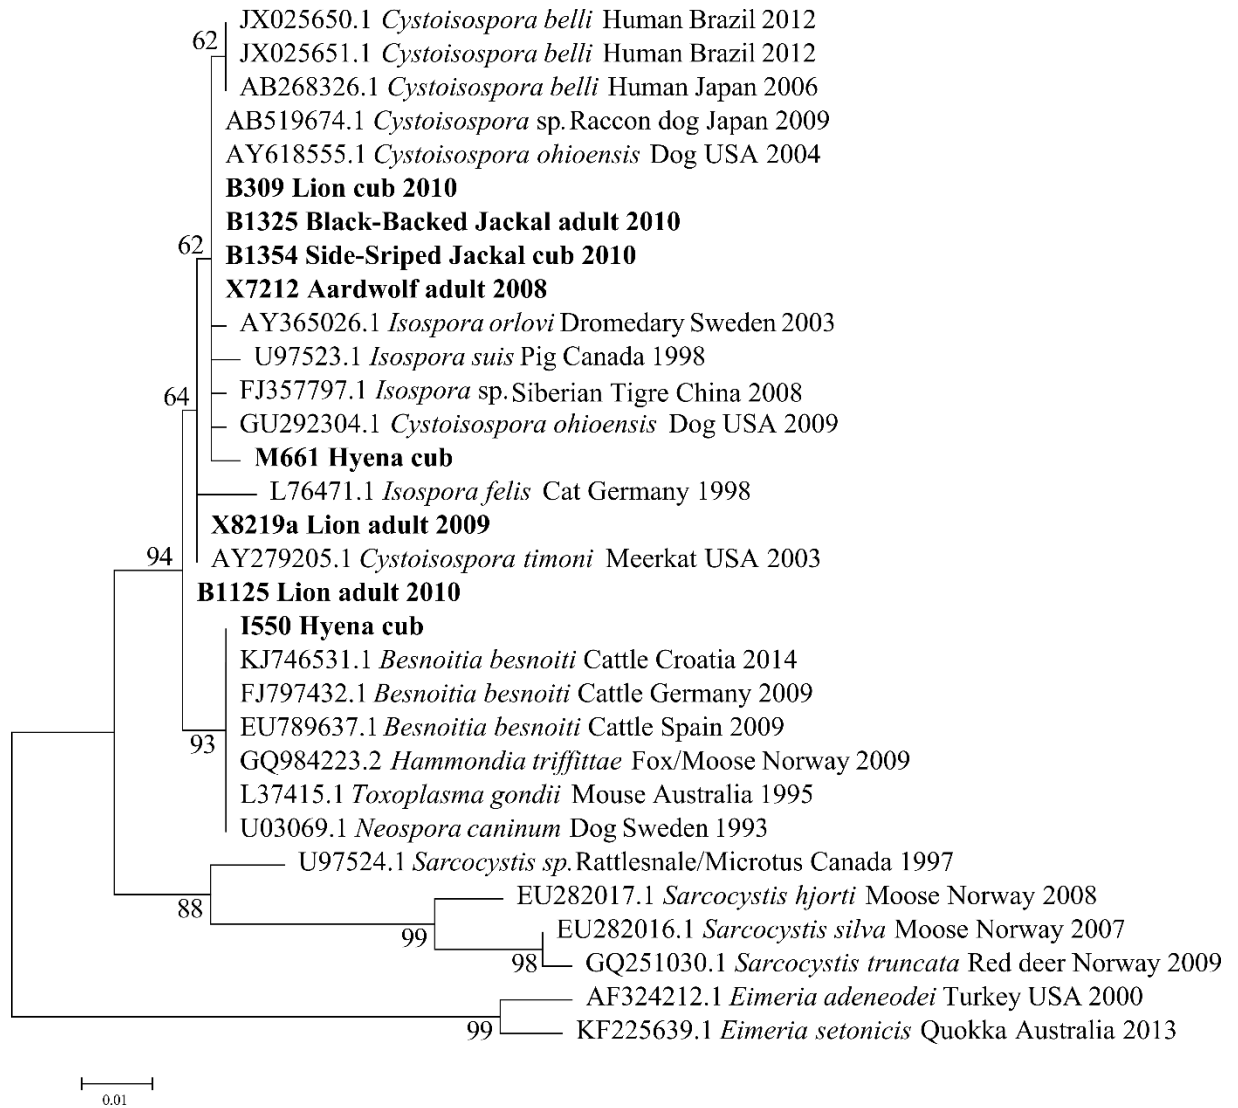 JX025650.1 Cystoisospora belli Human Brazil 2012
62
JX025651.1 Cystoisospora belli Human Brazil 2012
AB268326.1 Cystoisospora belli Human Japan 2006
AB519674.1 Cystoisospora sp. Raccon dog Japan 2009
AY618555.1 Cystoisospora ohioensis Dog USA 2004
B309 Lion cub 2010
B1325 Black-Backed Jackal adult 2010
62
B1354 Side-Sriped Jackal cub 2010
X7212 Aardwolf adult 2008
AY365026.1 Isospora orlovi Dromedary Sweden 2003
U97523.1 Isospora suis Pig Canada 1998
64
FJ357797.1 Isospora sp. Siberian Tigre China 2008
GU292304.1 Cystoisospora ohioensis Dog USA 2009
M661 Hyena cub
L76471.1 Isospora felis Cat Germany 1998
X8219a Lion adult 2009
94
AY279205.1 Cystoisospora timoni Meerkat USA 2003
B1125 Lion adult 2010
I550 Hyena cub
KJ746531.1 Besnoitia besnoiti Cattle Croatia 2014
FJ797432.1 Besnoitia besnoiti Cattle Germany 2009
EU789637.1 Besnoitia besnoiti Cattle Spain 2009
93
GQ984223.2 Hammondia triffittae Fox/Moose Norway 2009
L37415.1 Toxoplasma gondii Mouse Australia 1995
U03069.1 Neospora caninum Dog Sweden 1993
U97524.1 Sarcocystis sp. Rattlesnale/Microtus Canada 1997
88
EU282017.1 Sarcocystis hjorti Moose Norway 2008
99
EU282016.1 Sarcocystis silva Moose Norway 2007
98
GQ251030.1 Sarcocystis truncata Red deer Norway 2009
AF324212.1 Eimeria adeneodei Turkey USA 2000
99
KF225639.1 Eimeria setonicis Quokka Australia 2013
0.01